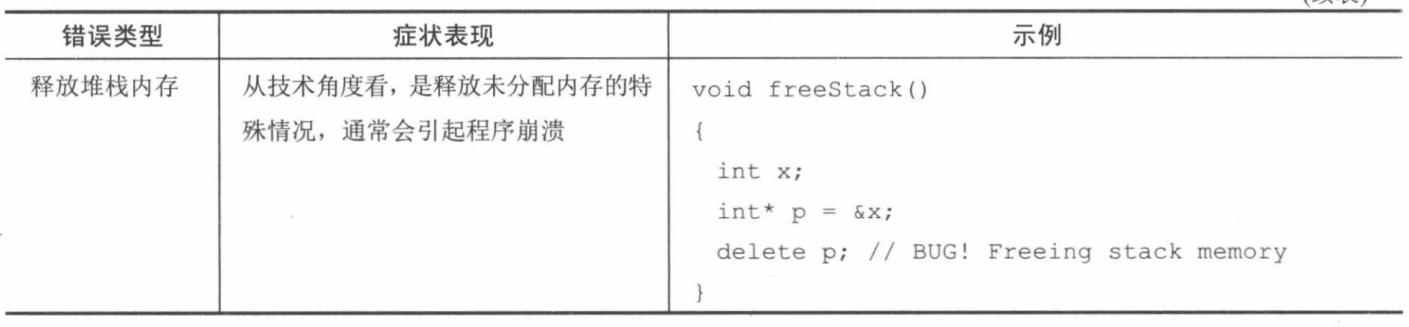 错误类型 症状表现 示例
释放堆栈内存 从技术角度看，是释放未分配内存的特 void freeStack()
殊情况，通常会引起程序崩溃 {
int x;
int* p = &x;
delete p; // BUG! Freeing stack memory
}